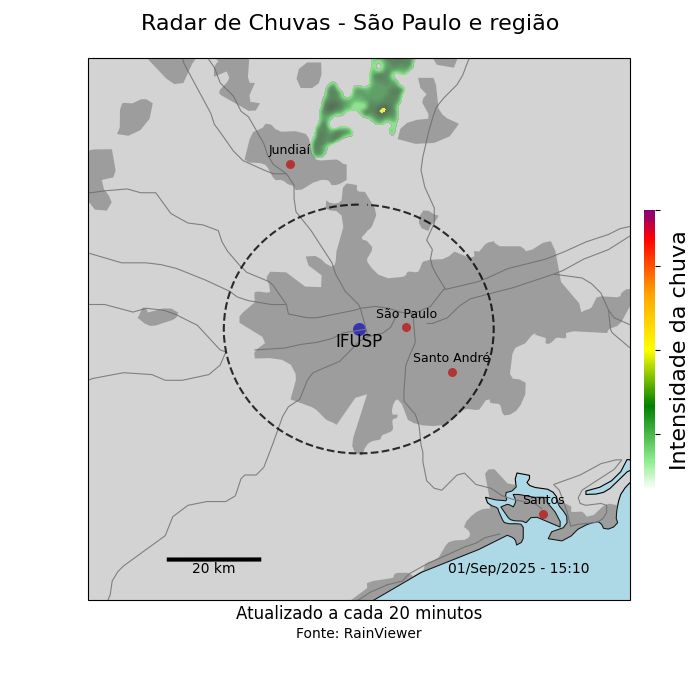 Radar de Chuvas - São Paulo e região
Jundiaí
São Paulo
IFUSP
Santo André
Intensidade da chuva
Santos
20 km
01/Sep/2025 - 15:10
Atualizado a cada 20 minutos
Fonte: RainViewer